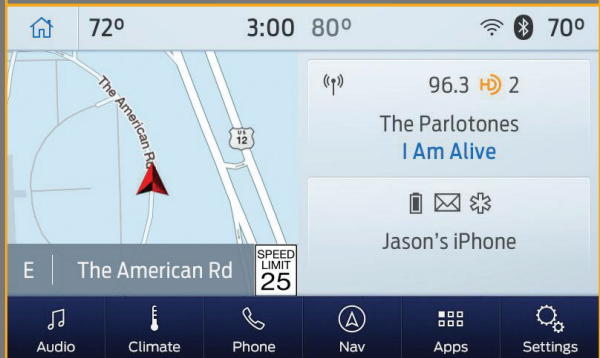 72º 3:00 80º 70º
The American Rd
US
12
96.3 HD 2
The Parlotones
I Am Alive
Jason's iPhone
E The American Rd
SPEED
LIMIT
25
Audio Climate Phone Nav Apps Settings